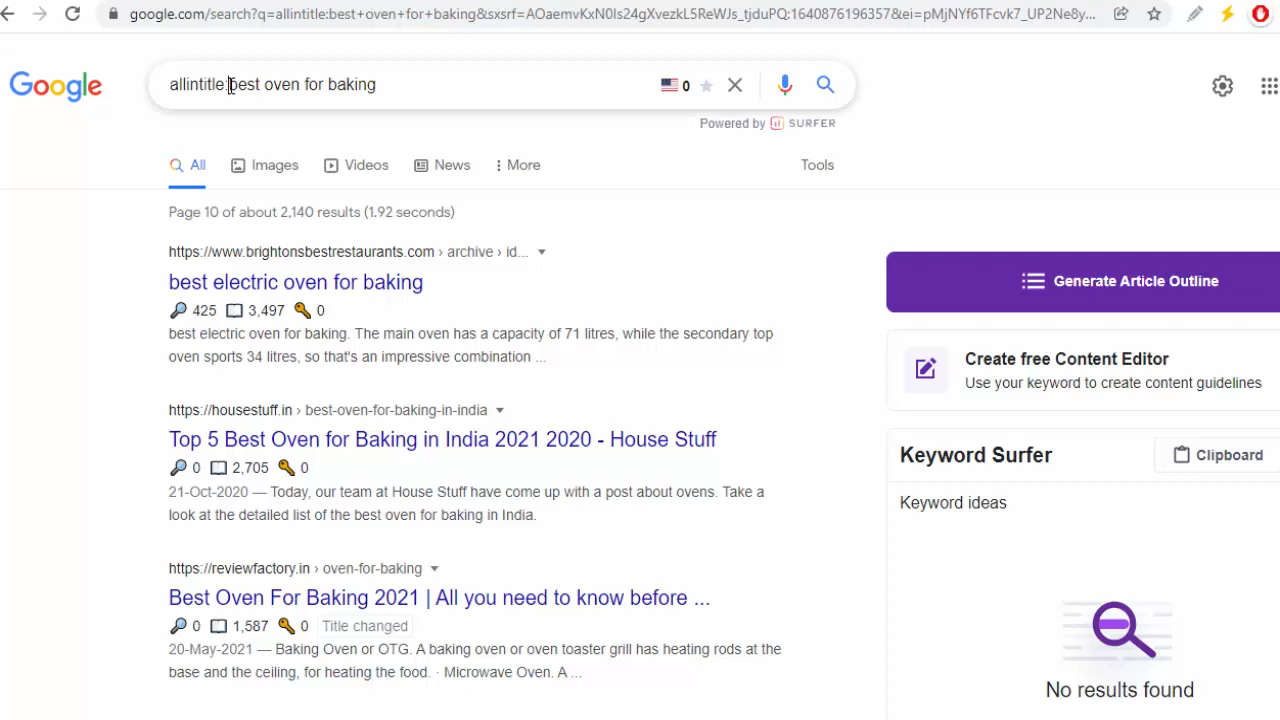 google.com/search?q=allintitle:best+oven+for+baking&sxsrf=AOaemvKxN0Is24gXvezkL5ReWJs_tjduPQ:1640876196357&ei=pMjNYf6TFcvk7_UP2Ne8y...
Google
allintitle:best oven for baking
0
Powered by SURFER
All Images Videos News More Tools
Page 10 of about 2,140 results (1.92 seconds)
https://www.brightonsbestrestaurants.com › archive › id...
best electric oven for baking
425 3,497 0
best electric oven for baking. The main oven has a capacity of 71 litres, while the secondary top
oven sports 34 litres, so that's an impressive combination ...
https://housestuff.in › best-oven-for-baking-in-india
Top 5 Best Oven for Baking in India 2021 2020 - House Stuff
0 2,705 0
21-Oct-2020 — Today, our team at House Stuff have come up with a post about ovens. Take a
look at the detailed list of the best oven for baking in India.
https://reviewfactory.in › oven-for-baking
Best Oven For Baking 2021 | All you need to know before ...
0 1,587 0 Title changed
20-May-2021 — Baking Oven or OTG. A baking oven or oven toaster grill has heating rods at the
base and the ceiling, for heating the food. · Microwave Oven. A ...
Generate Article Outline
Create free Content Editor
Use your keyword to create content guidelines
Keyword Surfer
Clipboard
Keyword ideas
No results found